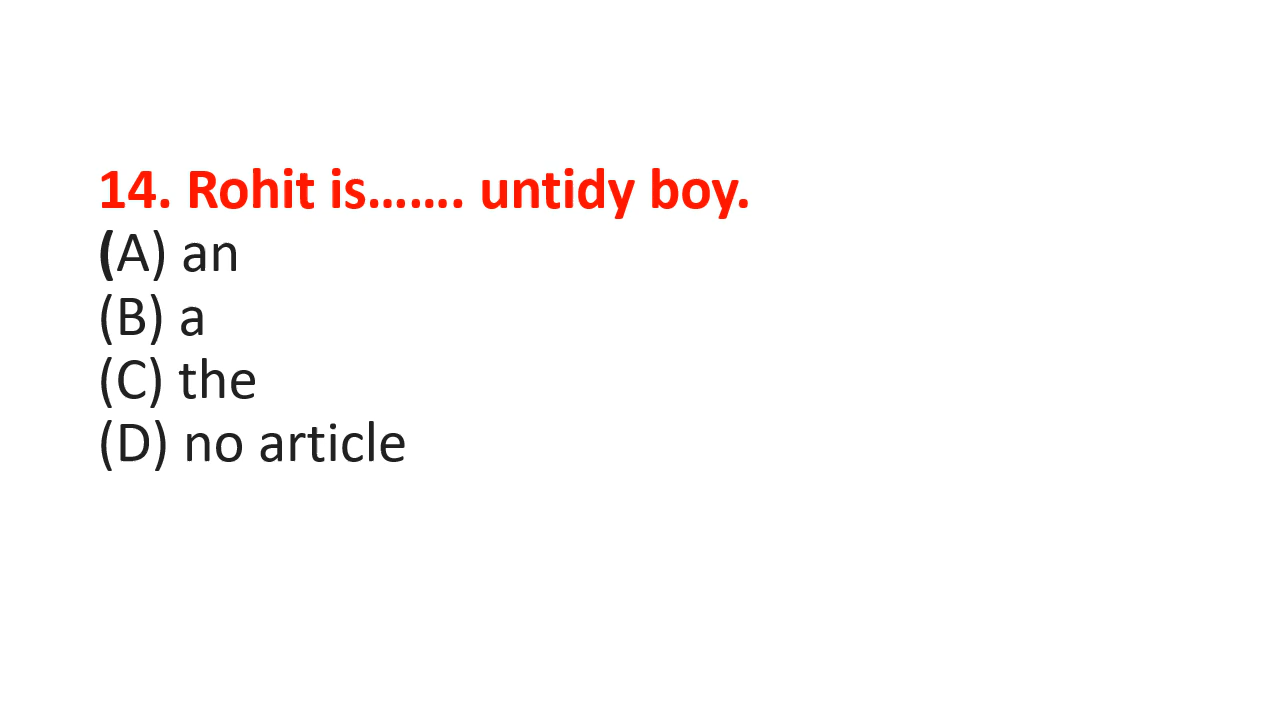 14. Rohit is……. untidy boy.
(A) an
(B) a
(C) the
(D) no article